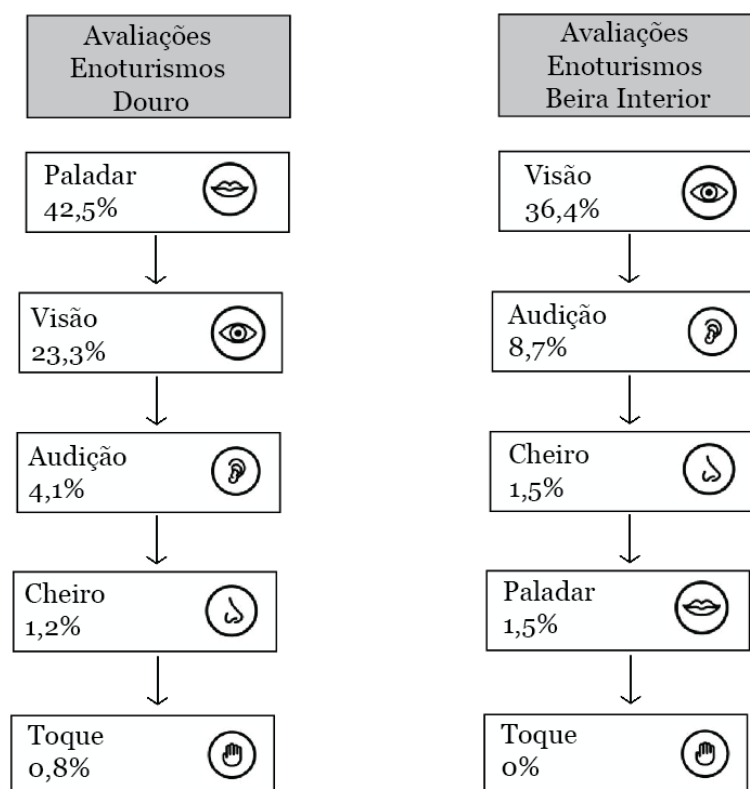 Avaliações
Enoturismos
Douro
Paladar
42,5%
Visão
23,3%
Audição
4,1%
Cheiro
1,2%
Toque
0,8%
Avaliações
Enoturismos
Beira Interior
Visão
36,4%
Audição
8,7%
Cheiro
1,5%
Paladar
1,5%
Toque
0%